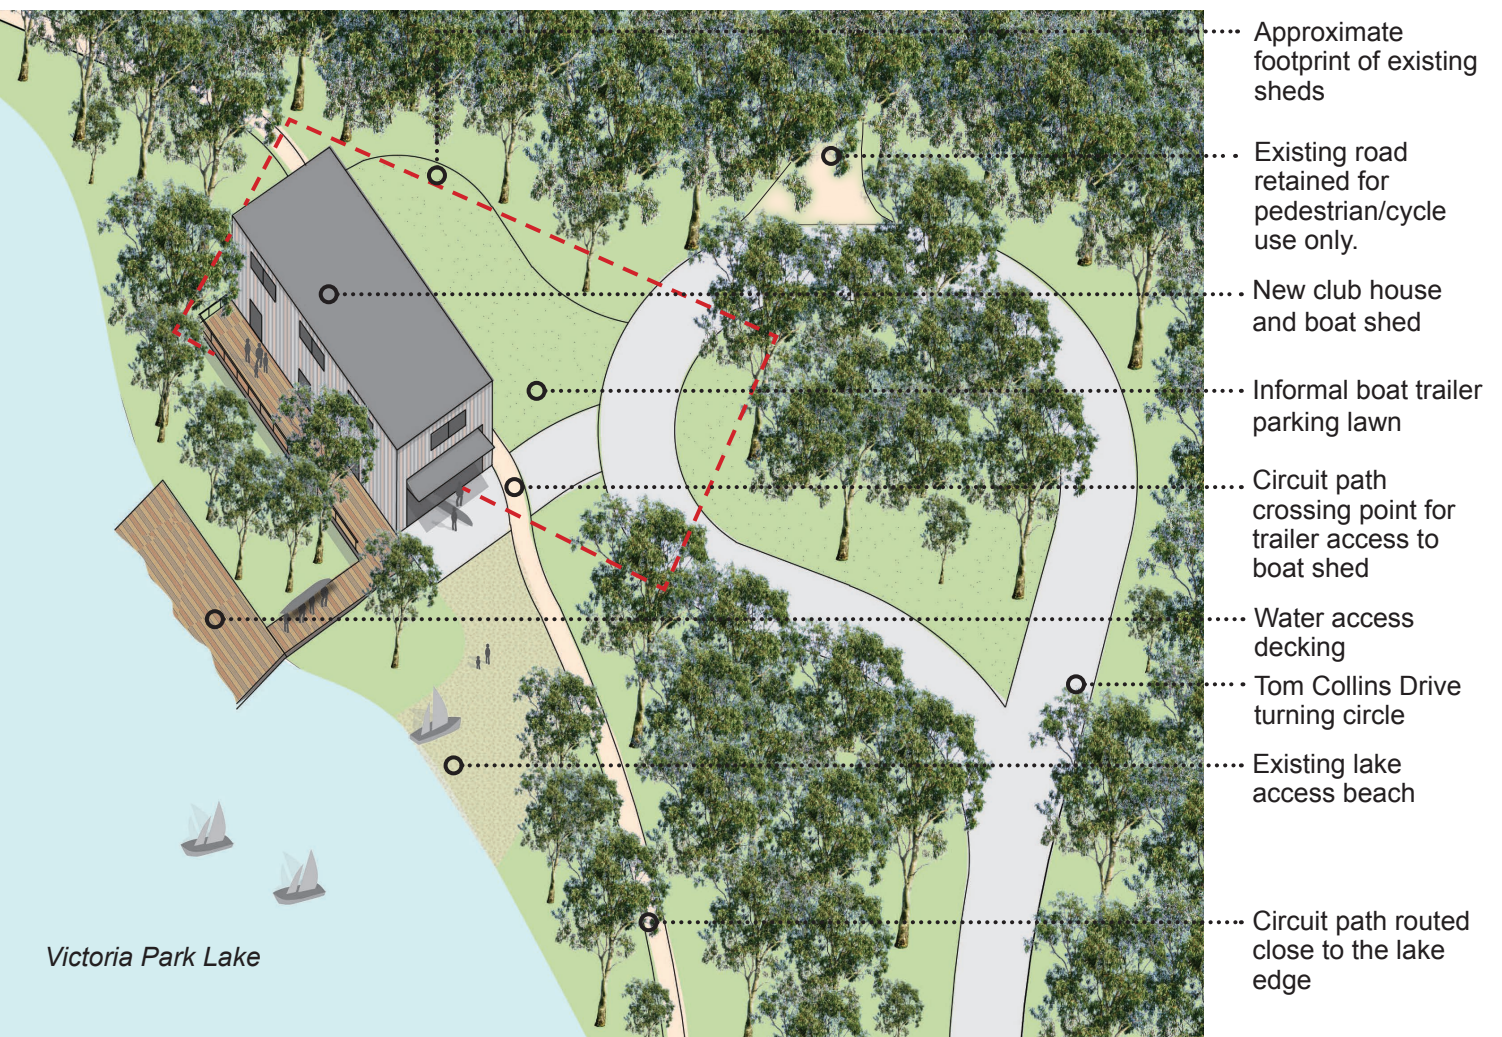 Approximate
footprint of existing
sheds
Existing road
retained for
pedestrian/cycle
use only.
New club house
and boat shed
Informal boat trailer
parking lawn
Circuit path
crossing point for
trailer access to
boat shed
Water access
decking
Tom Collins Drive
turning circle
Existing lake
access beach
Circuit path routed
close to the lake
edge
Victoria Park Lake